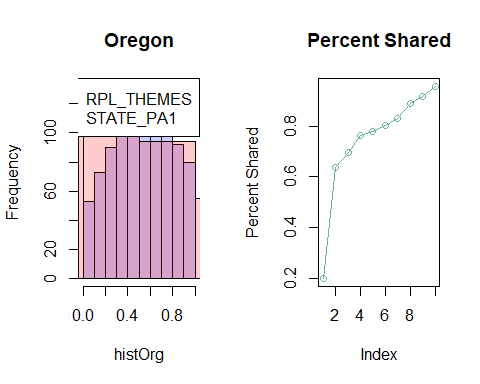 Oregon
RPL_THEMES
STATE_PA1
Frequency
0
20
60
100
0.0
0.4
0.8
histOrg
Percent Shared
Percent Shared
0.2
0.4
0.6
0.8
2
4
6
8
Index